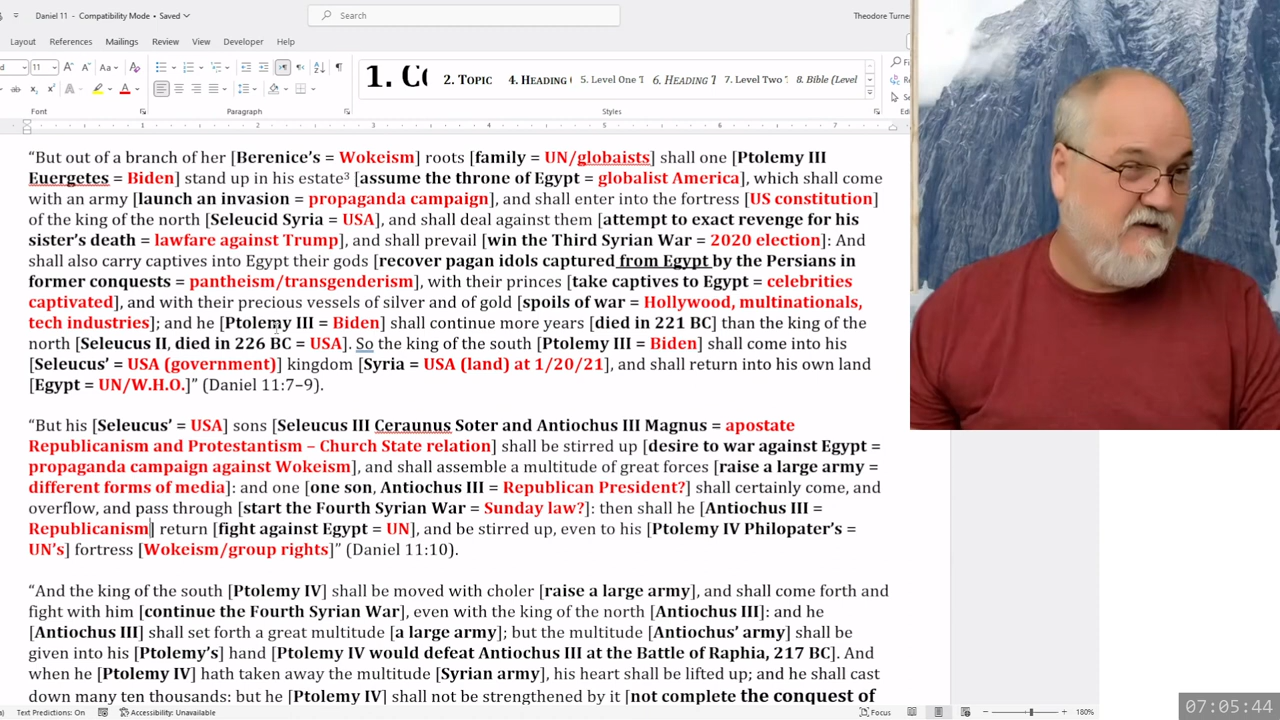 Daniel 11 - Compatibility Mode • Saved
Search
Theodore Turner
Layout References Mailings Review View Developer Help
11
Aa
1. Co
2. TOPIC
4. HEADING
5. Level One T
6. HEADING T
7. Level Two T
8. Bible (Level
Font
Paragraph
Styles
1 2 3 4 5 6 7
“But out of a branch of her [Berenice’s = Wokeism] roots [family = UN/globaists] shall one [Ptolemy III
Euergetes = Biden] stand up in his estate³ [assume the throne of Egypt = globalist America], which shall come
with an army [launch an invasion = propaganda campaign], and shall enter into the fortress [US constitution]
of the king of the north [Seleucid Syria = USA], and shall deal against them [attempt to exact revenge for his
sister’s death = lawfare against Trump], and shall prevail [win the Third Syrian War = 2020 election]: And
shall also carry captives into Egypt their gods [recover pagan idols captured from Egypt by the Persians in
former conquests = pantheism/transgenderism], with their princes [take captives to Egypt = celebrities
captivated], and with their precious vessels of silver and of gold [spoils of war = Hollywood, multinationals,
tech industries]; and he [Ptolemy III = Biden] shall continue more years [died in 221 BC] than the king of the
north [Seleucus II, died in 226 BC = USA]. So the king of the south [Ptolemy III = Biden] shall come into his
[Seleucus’ = USA (government)] kingdom [Syria = USA (land) at 1/20/21], and shall return into his own land
[Egypt = UN/W.H.O.]” (Daniel 11:7–9).
“But his [Seleucus’ = USA] sons [Seleucus III Ceraunus Soter and Antiochus III Magnus = apostate
Republicanism and Protestantism – Church State relation] shall be stirred up [desire to war against Egypt =
propaganda campaign against Wokeism], and shall assemble a multitude of great forces [raise a large army =
different forms of media]: and one [one son, Antiochus III = Republican President?] shall certainly come, and
overflow, and pass through [start the Fourth Syrian War = Sunday law?]: then shall he [Antiochus III =
Republicanism] return [fight against Egypt = UN], and be stirred up, even to his [Ptolemy IV Philopater’s =
UN’s] fortress [Wokeism/group rights]” (Daniel 11:10).
“And the king of the south [Ptolemy IV] shall be moved with choler [raise a large army], and shall come forth and
fight with him [continue the Fourth Syrian War], even with the king of the north [Antiochus III]: and he
[Antiochus III] shall set forth a great multitude [a large army]; but the multitude [Antiochus’ army] shall be
given into his [Ptolemy’s] hand [Ptolemy IV would defeat Antiochus III at the Battle of Raphia, 217 BC]. And
when he [Ptolemy IV] hath taken away the multitude [Syrian army], his heart shall be lifted up; and he shall cast
down many ten thousands: but he [Ptolemy IV] shall not be strengthened by it [not complete the conquest of
Text Predictions: On
Accessibility: Unavailable
Focus
180%
07:05:44